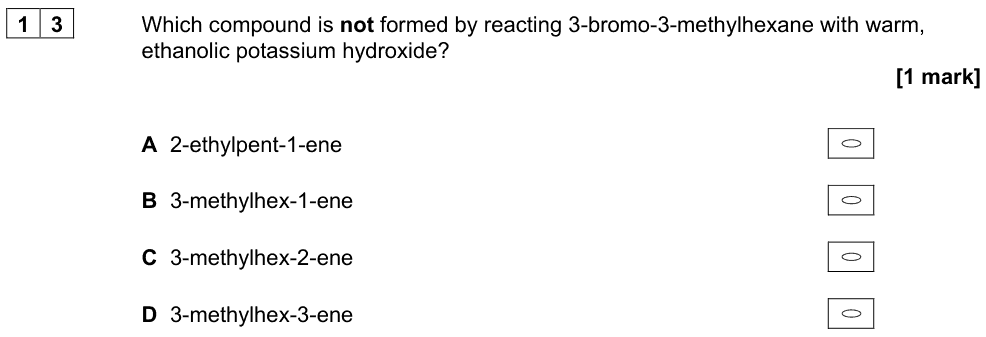 1 3 Which compound is not formed by reacting 3-bromo-3-methylhexane with warm,
ethanolic potassium hydroxide?
[1 mark]
A 2-ethylpent-1-ene
B 3-methylhex-1-ene
C 3-methylhex-2-ene
D 3-methylhex-3-ene